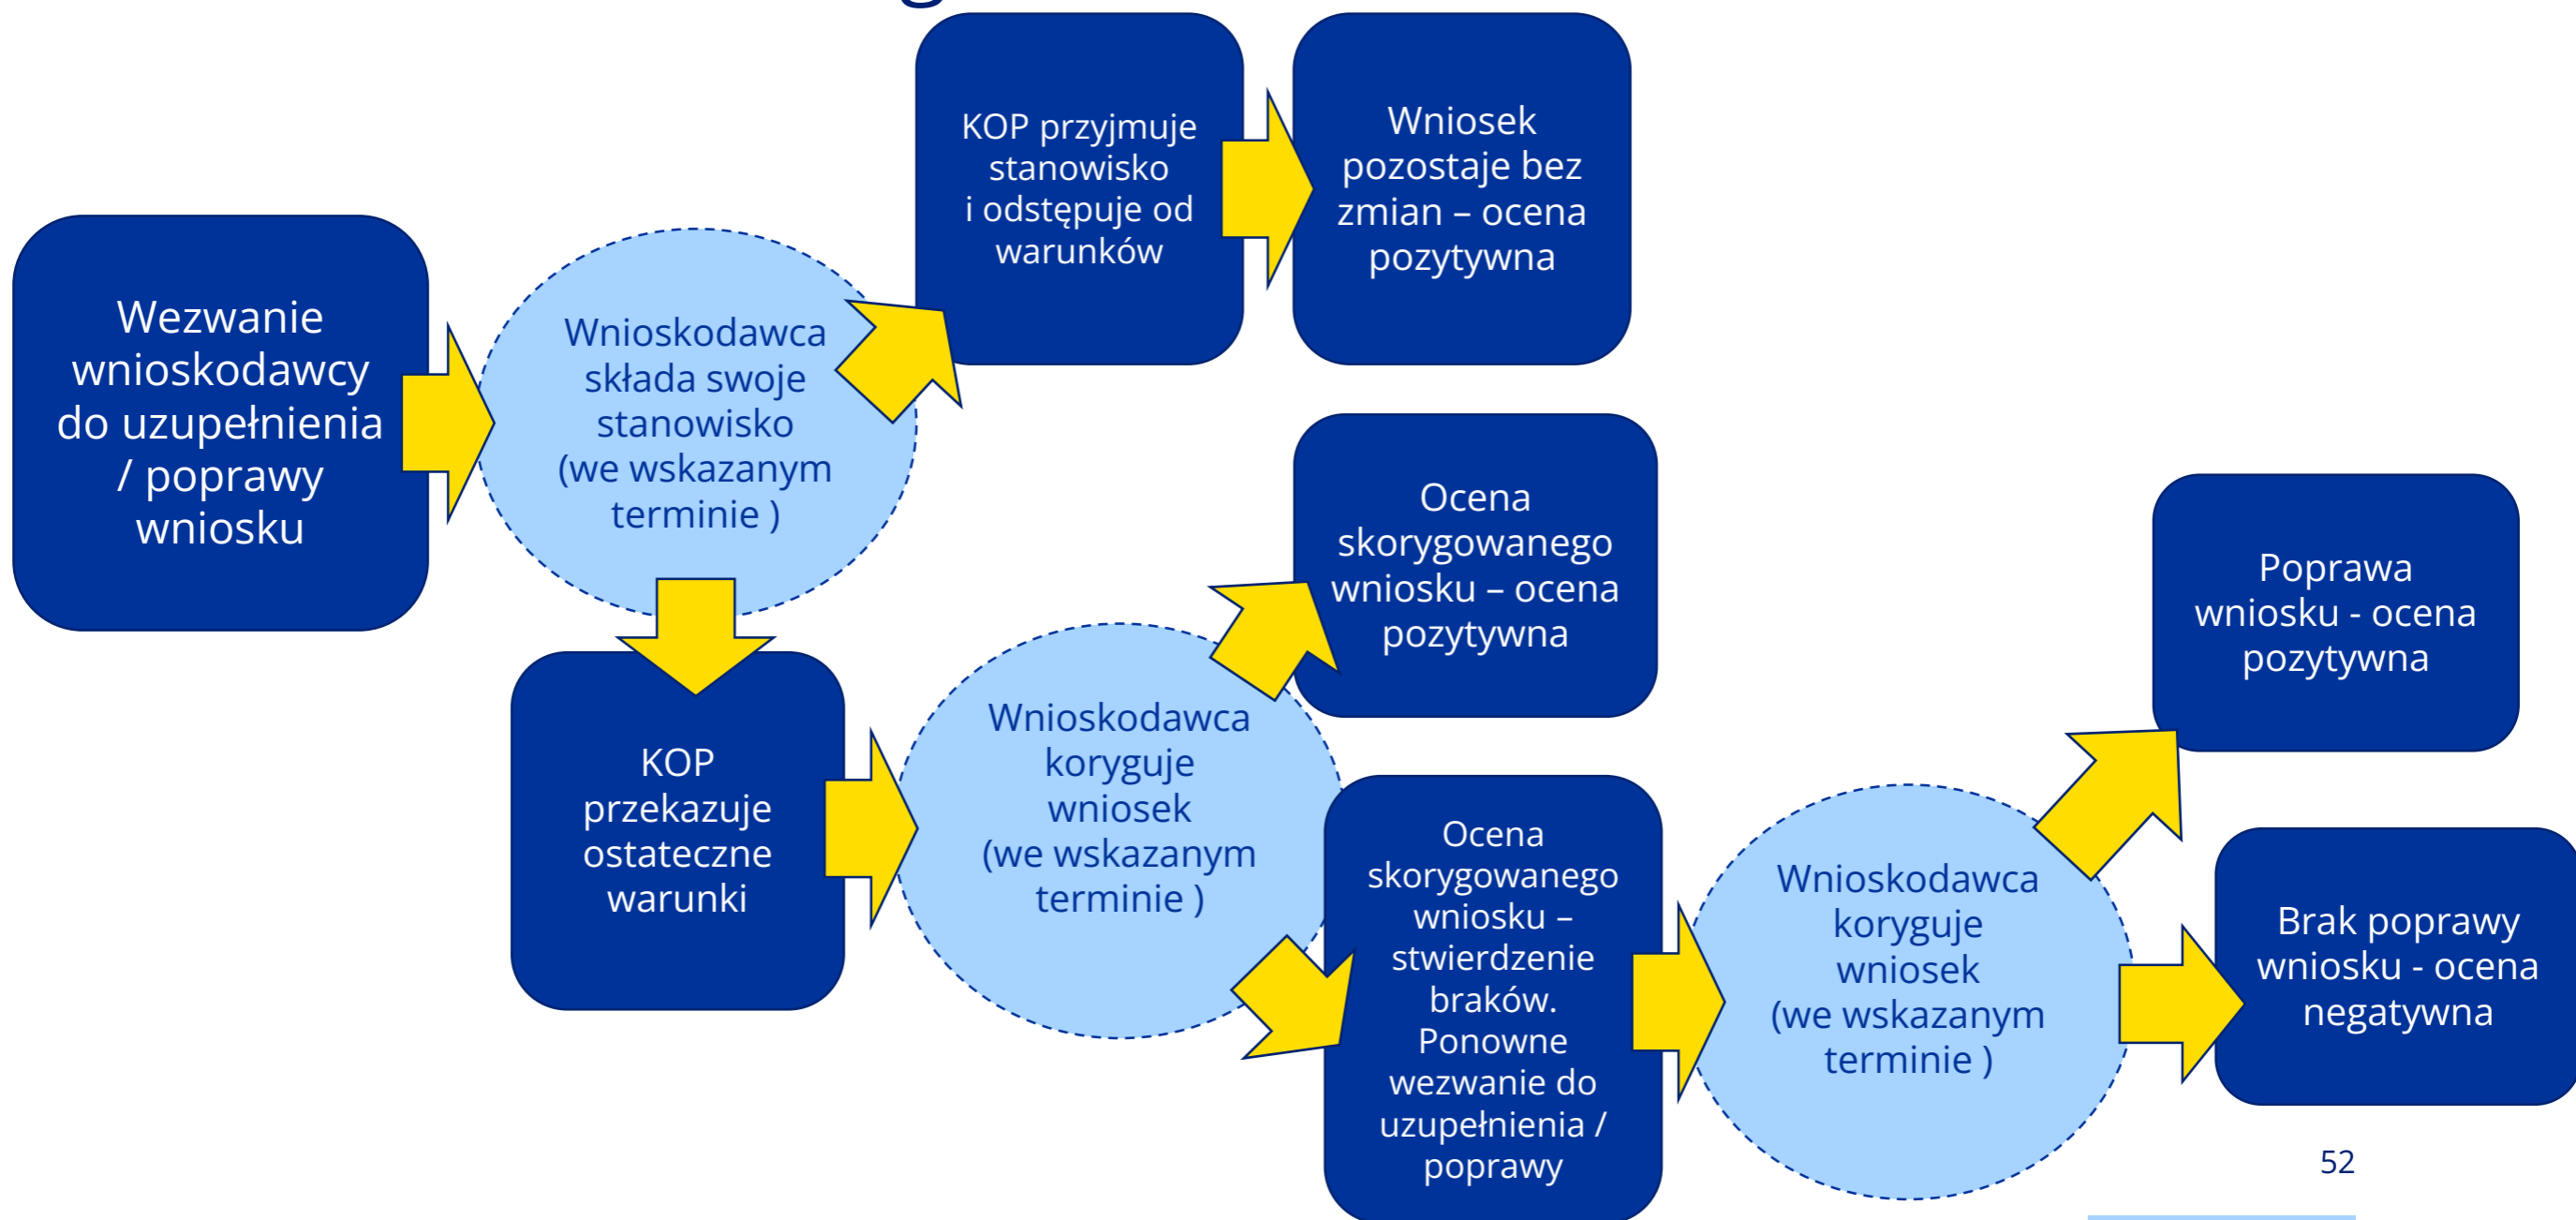 Wezwanie
wnioskodawcy
do uzupełnienia
/ poprawy
wniosku
Wnioskodawca
składa swoje
stanowisko
(we wskazanym
terminie )
KOP przyjmuje
stanowisko
i odstępuje od
warunków
Wniosek
pozostaje bez
zmian – ocena
pozytywna
KOP
przekazuje
ostateczne
warunki
Wnioskodawca
koryguje
wniosek
(we wskazanym
terminie )
Ocena
skorygowanego
wniosku – ocena
pozytywna
Ocena
skorygowanego
wniosku –
stwierdzenie
braków.
Ponowne
wezwanie do
uzupełnienia /
poprawy
Wnioskodawca
koryguje
wniosek
(we wskazanym
terminie )
Poprawa
wniosku - ocena
pozytywna
Brak poprawy
wniosku - ocena
negatywna
52